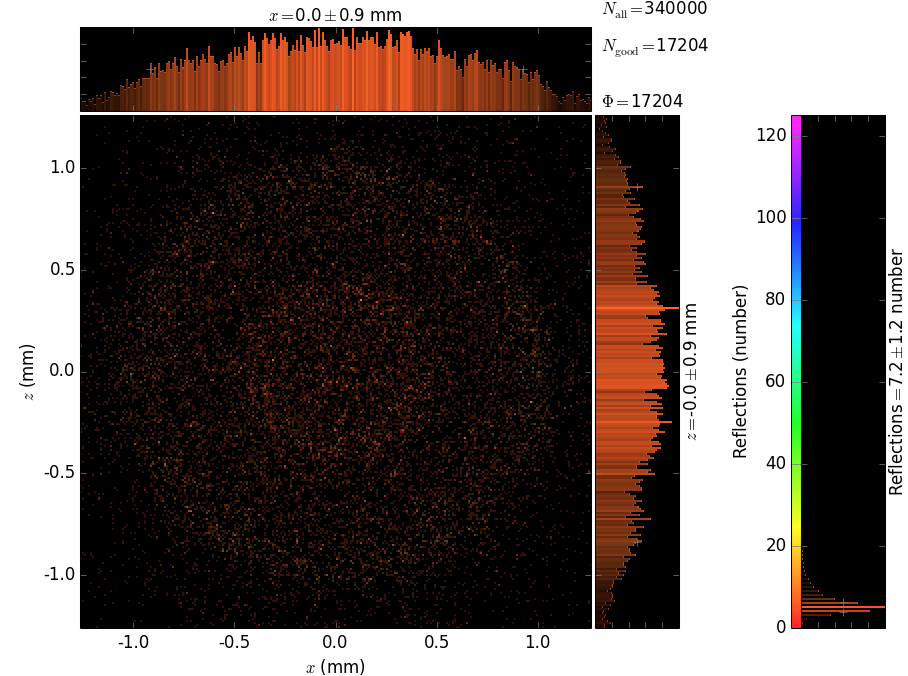 x=0.0±0.9 mm
N_all=340000
N_good=17204
Φ=17204
1.0
0.5
0.0
-0.5
-1.0
z (mm)
-1.0
-0.5
0.0
0.5
1.0
x (mm)
z=-0.0±0.9 mm
120
100
80
60
40
20
0
Reflections (number)
Reflections=7.2±1.2 number